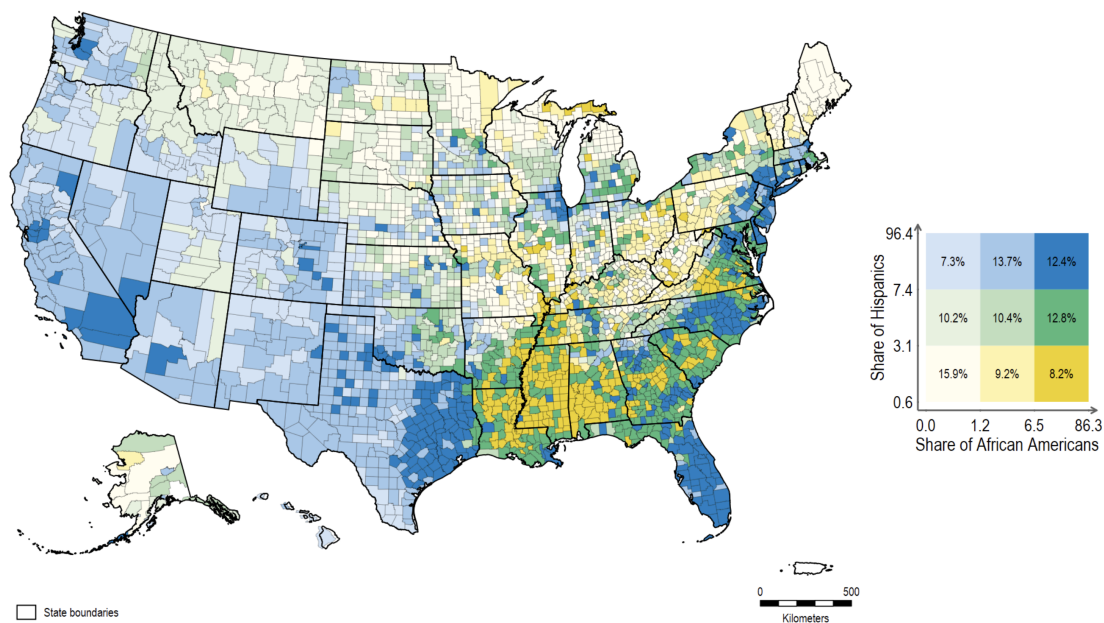 96.4
7.3% 13.7% 12.4%
7.4
10.2% 10.4% 12.8%
3.1
15.9% 9.2% 8.2%
0.6
Share of Hispanics
0.0 1.2 6.5 86.3
Share of African Americans
State boundaries
0 500
Kilometers